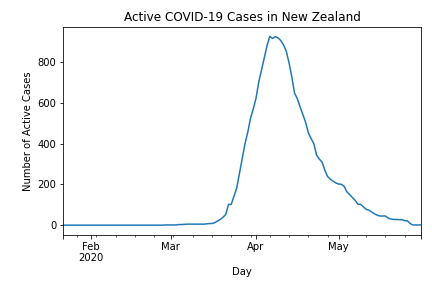 Active COVID-19 Cases in New Zealand
Number of Active Cases
800
600
400
200
0
Feb Mar Apr May
2020
Day